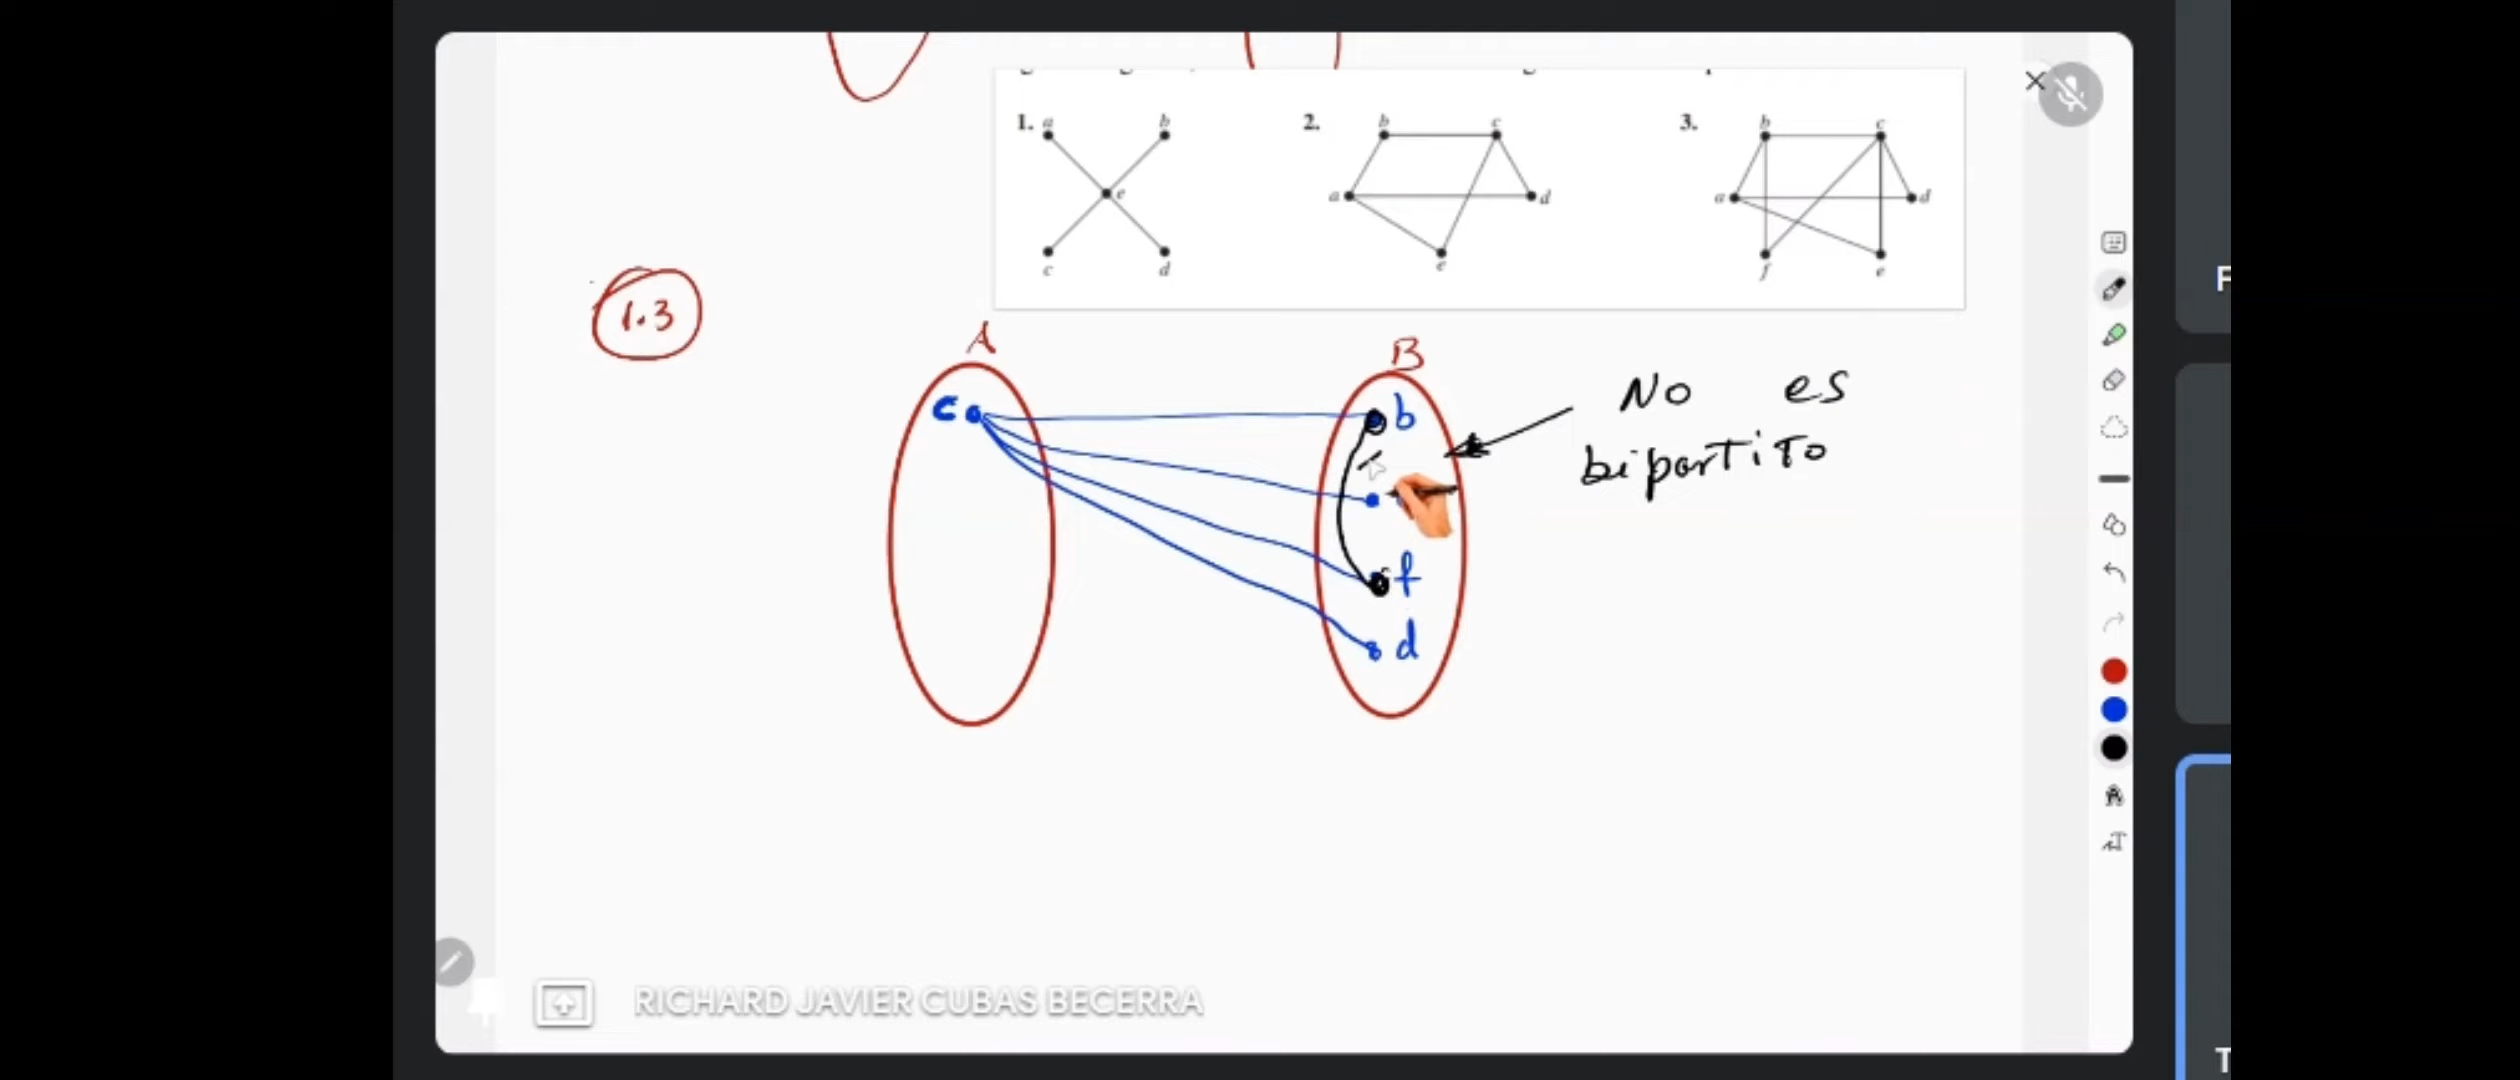 1. a b e c d
2. b c a d e
3. b c a d f e
1.3
A
B
c
b
No es
bipartito
f
d
RICHARD JAVIER CUBAS BECERRA
F
T